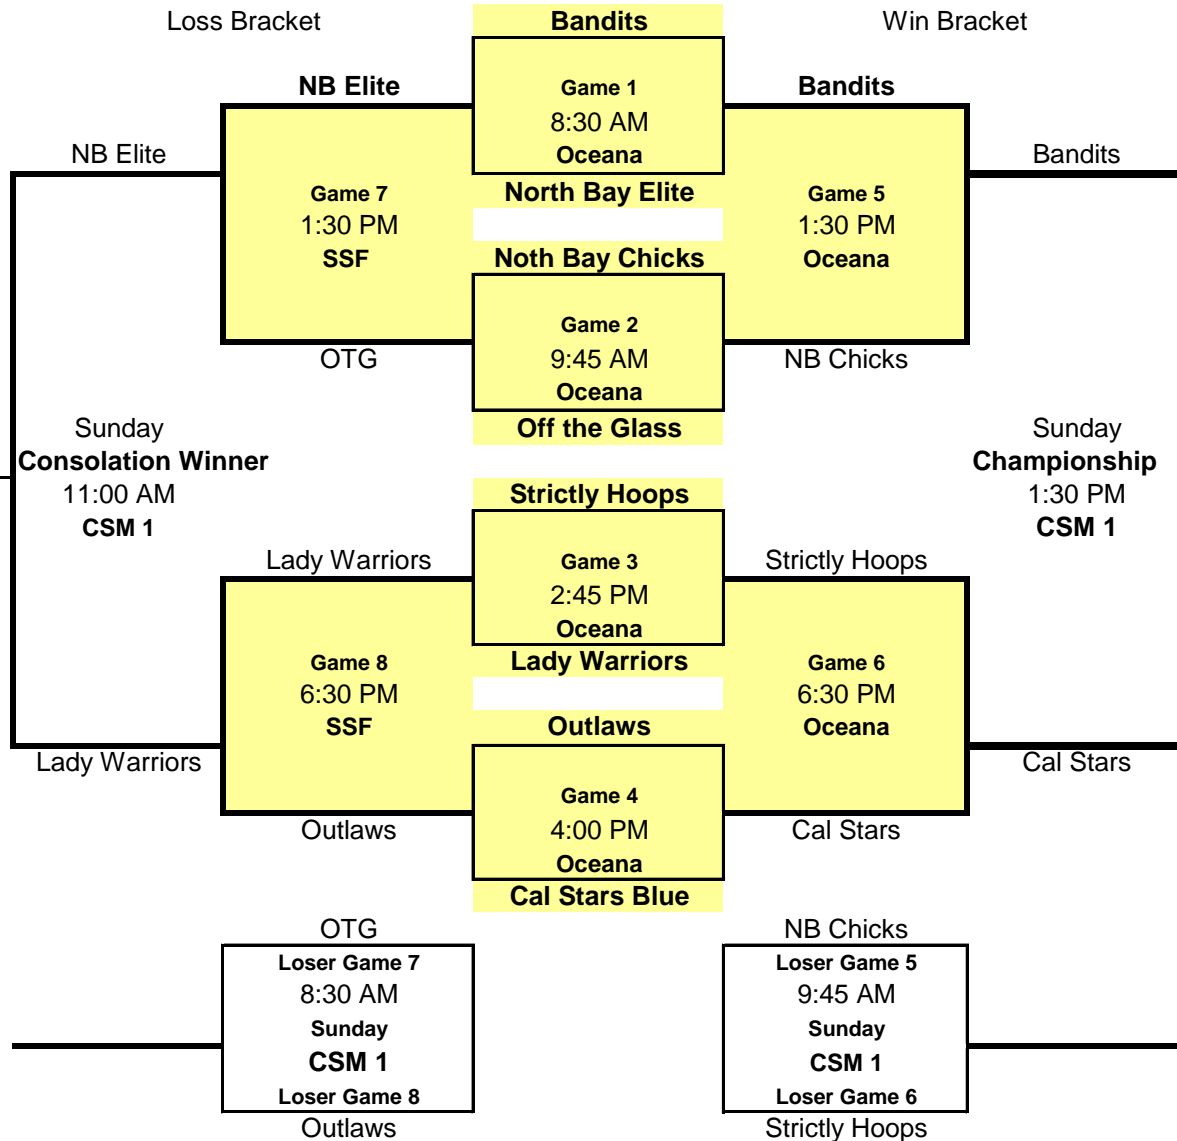 Loss Bracket
Bandits
Win Bracket
NB Elite
Game 1
Bandits
8:30 AM
NB Elite
Oceana
Bandits
Game 7
North Bay Elite
Game 5
1:30 PM
1:30 PM
SSF
Noth Bay Chicks
Oceana
Game 2
OTG
9:45 AM
NB Chicks
Oceana
Sunday
Off the Glass
Sunday
Consolation Winner
Championship
11:00 AM
Strictly Hoops
1:30 PM
CSM 1
CSM 1
Lady Warriors
Game 3
Strictly Hoops
2:45 PM
Oceana
Game 8
Lady Warriors
Game 6
6:30 PM
6:30 PM
SSF
Outlaws
Oceana
Lady Warriors
Cal Stars
Game 4
Outlaws
4:00 PM
Cal Stars
Oceana
Cal Stars Blue
OTG
NB Chicks
Loser Game 7
Loser Game 5
8:30 AM
9:45 AM
Sunday
Sunday
CSM 1
CSM 1
Loser Game 8
Loser Game 6
Outlaws
Strictly Hoops